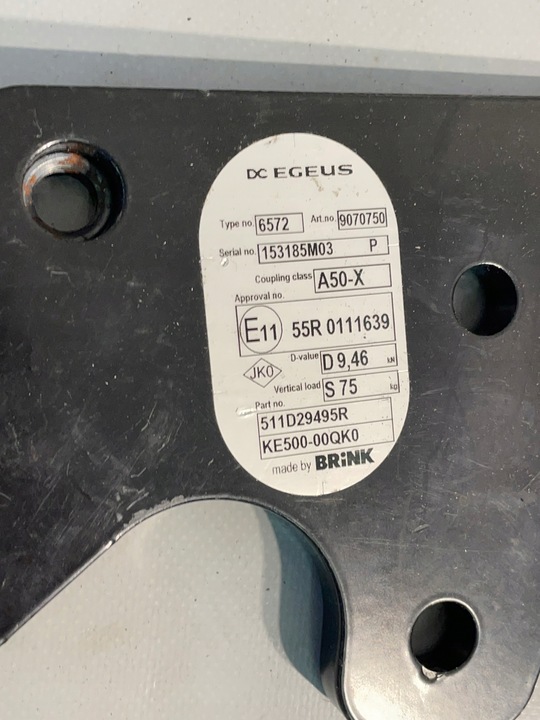 DC EGEUS
Type no. 6572 Art.no. 9070750
Serial no. 153185M03 P
Coupling class A50-X
Approval no.
E11 55R 0111639
JK0 D-value D 9,46 kN
Vertical load S 75 kg
Part no.
511D29495R
KE500-00QK0
made by BRINK